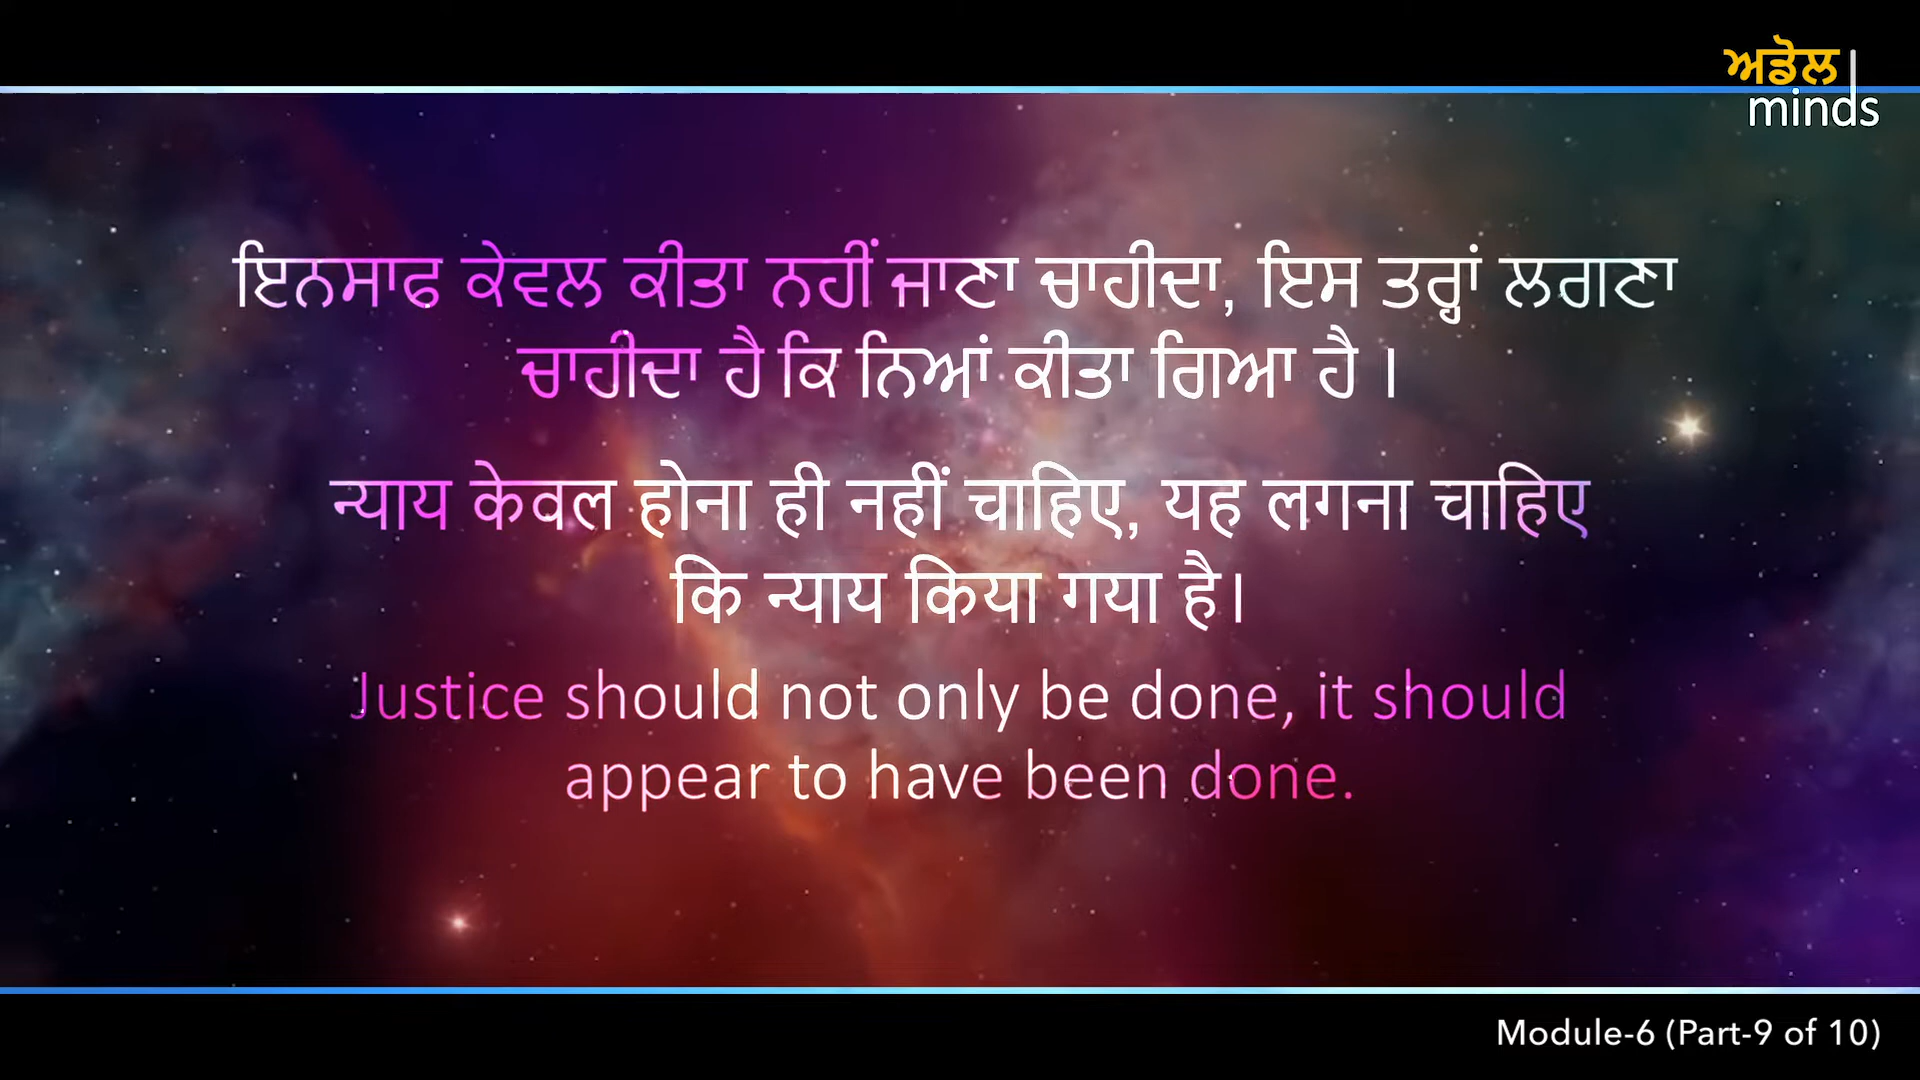 ਅਡੋਲ
minds
ਇਨਸਾਫ ਕੇਵਲ ਕੀਤਾ ਨਹੀਂ ਜਾਣਾ ਚਾਹੀਦਾ, ਇਸ ਤਰ੍ਹਾਂ ਲਗਣਾ
ਚਾਹੀਦਾ ਹੈ ਕਿ ਨਿਆਂ ਕੀਤਾ ਗਿਆ ਹੈ ।
न्याय केवल होना ही नहीं चाहिए, यह लगना चाहिए
कि न्याय किया गया है।
Justice should not only be done, it should
appear to have been done.
Module-6 (Part-9 of 10)